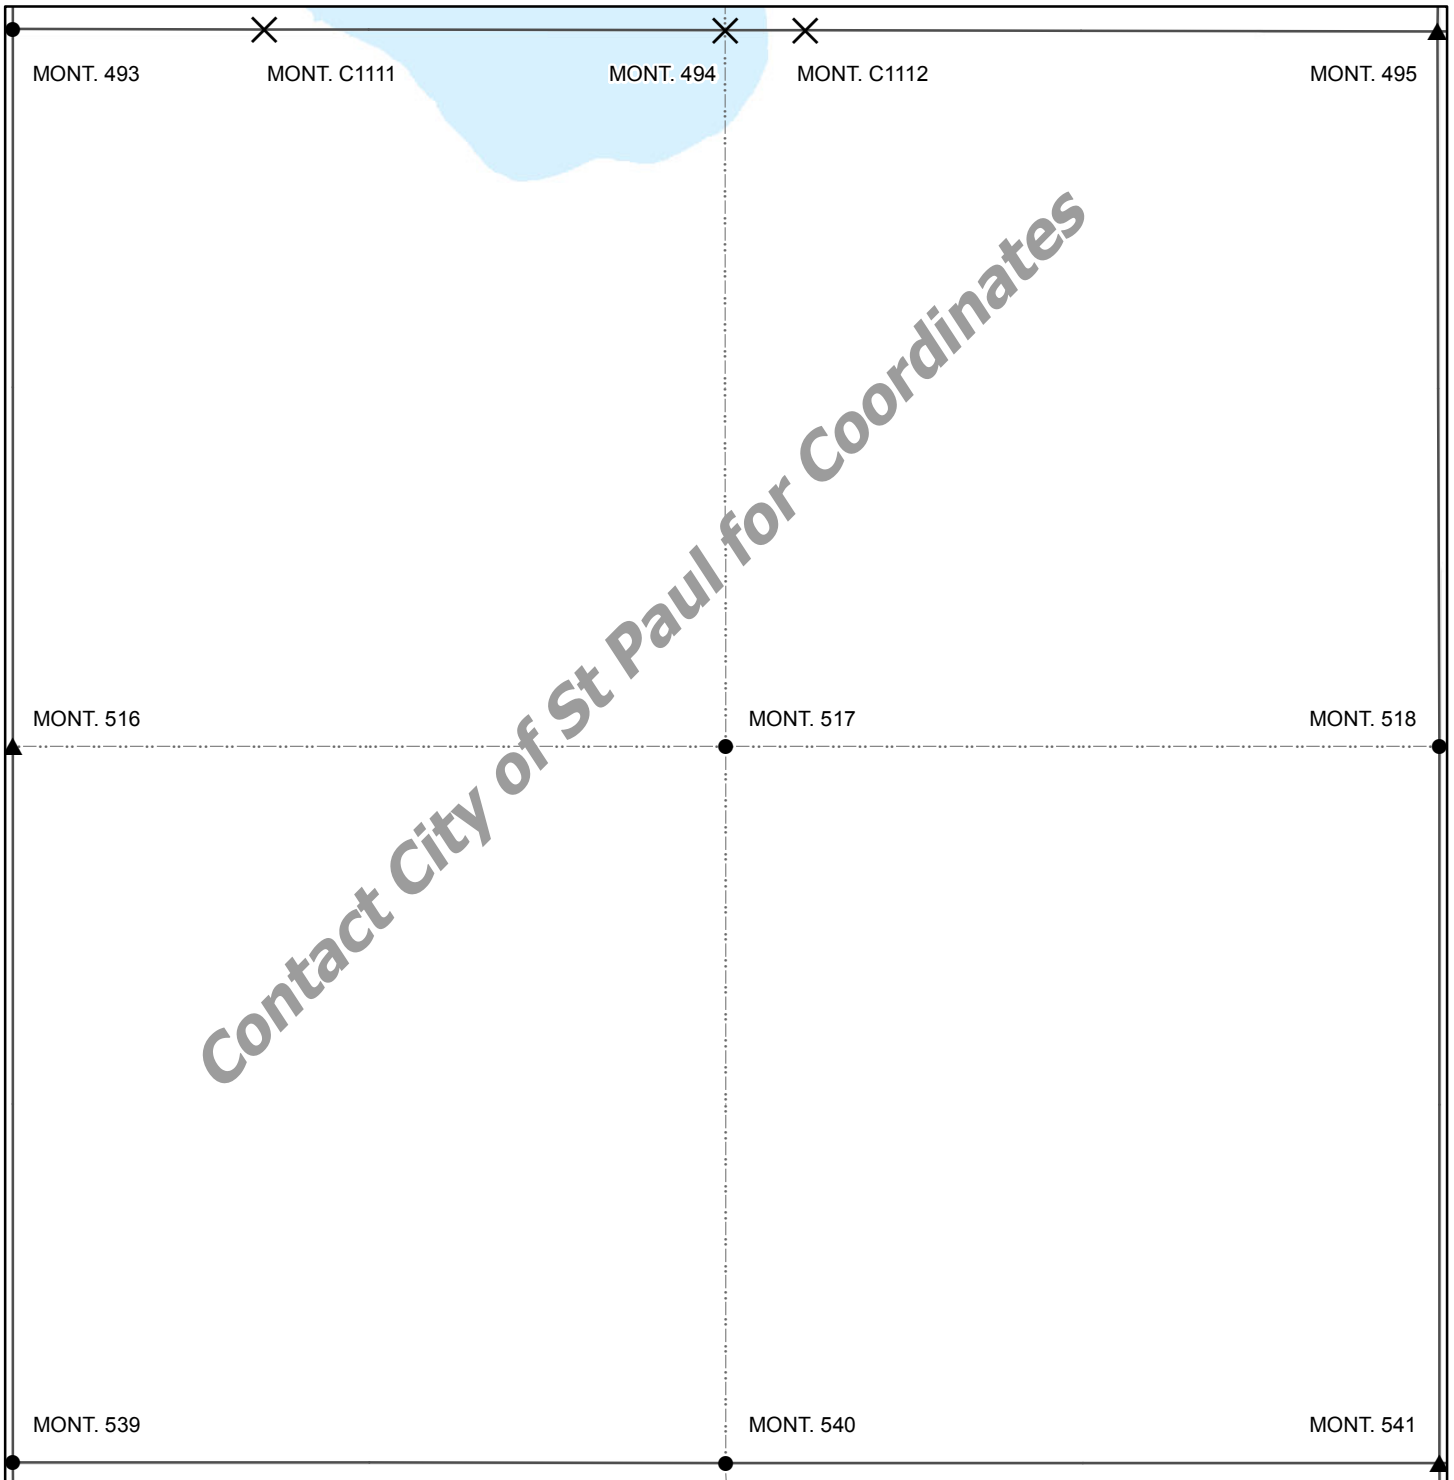 MONT. 493
MONT. C1111
MONT. 494
MONT. C1112
MONT. 495
Contact City of St Paul for Coordinates
MONT. 516
MONT. 517
MONT. 518
MONT. 539
MONT. 540
MONT. 541